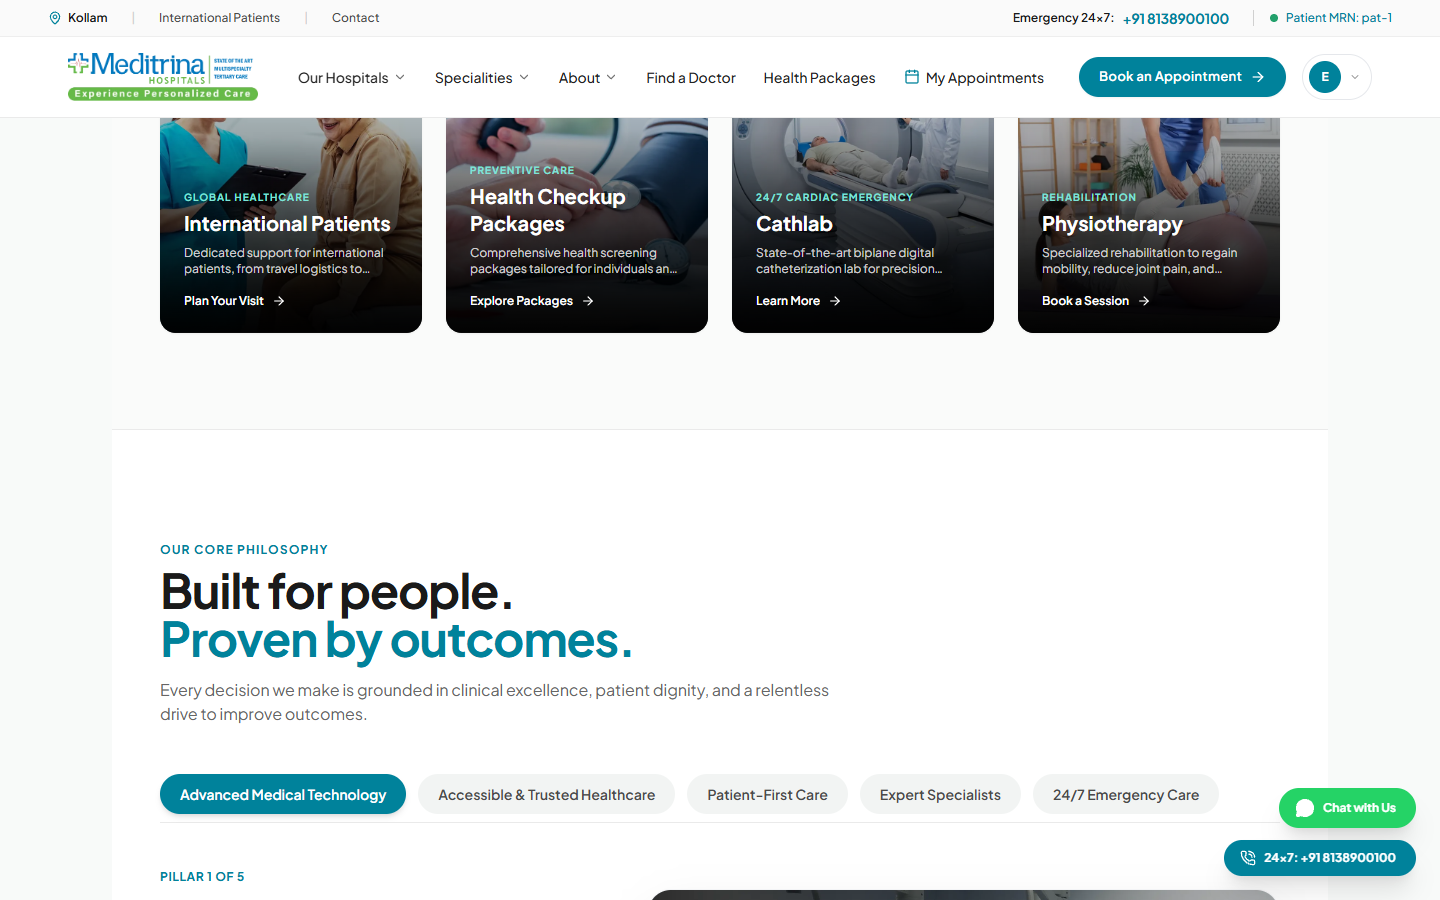 Kollam
International Patients
Contact
Emergency 24×7: +91 8138900100
Patient MRN: pat-1
Meditrina
HOSPITALS
STATE OF THE ART
MULTISPECIALTY
TERTIARY CARE
Experience Personalized Care
Our Hospitals
Specialities
About
Find a Doctor
Health Packages
My Appointments
Book an Appointment
E
GLOBAL HEALTHCARE
International Patients
Dedicated support for international
patients, from travel logistics to...
Plan Your Visit
PREVENTIVE CARE
Health Checkup
Packages
Comprehensive health screening
packages tailored for individuals an...
Explore Packages
24/7 CARDIAC EMERGENCY
Cathlab
State-of-the-art biplane digital
catheterization lab for precision...
Learn More
REHABILITATION
Physiotherapy
Specialized rehabilitation to regain
mobility, reduce joint pain, and...
Book a Session
OUR CORE PHILOSOPHY
Built for people.
Proven by outcomes.
Every decision we make is grounded in clinical excellence, patient dignity, and a relentless
drive to improve outcomes.
Advanced Medical Technology
Accessible & Trusted Healthcare
Patient-First Care
Expert Specialists
24/7 Emergency Care
Chat with Us
24×7: +91 8138900100
PILLAR 1 OF 5